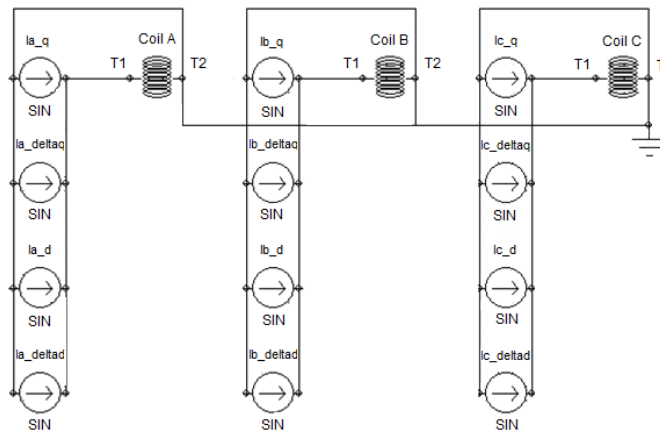 Ia_q Coil A Ib_q Coil B Ic_q Coil C
T1 T2 T1 T2 T1 T
SIN SIN SIN
Ia_deltaq Ib_deltaq Ic_deltaq
SIN SIN SIN
Ia_d Ib_d Ic_d
SIN SIN SIN
Ia_deltad Ib_deltad Ic_deltad
SIN SIN SIN